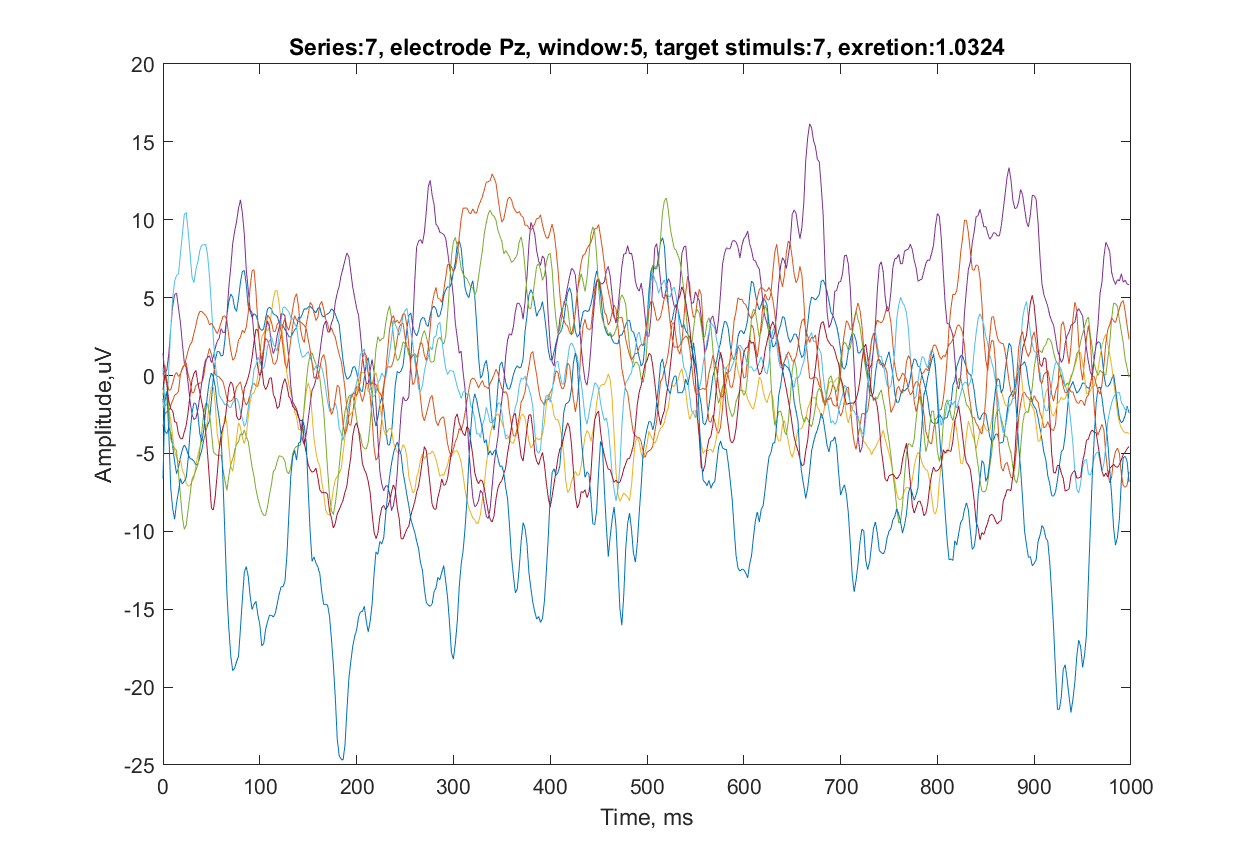 Series:7, electrode Pz, window:5, target stimuls:7, exretion:1.0324
20
15
10
5
0
-5
-10
-15
-20
-25
Amplitude,uV
0 100 200 300 400 500 600 700 800 900 1000
Time, ms